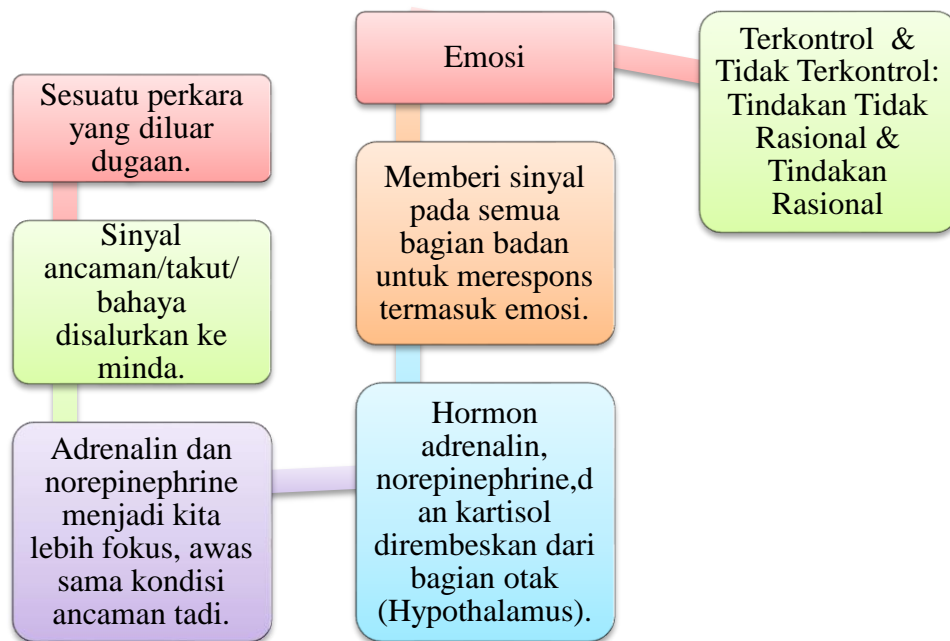 Sesuatu perkara
yang diluar
dugaan.
Sinyal
ancaman/takut/
bahaya
disalurkan ke
minda.
Adrenalin dan
norepinephrine
menjadi kita
lebih fokus, awas
sama kondisi
ancaman tadi.
Hormon
adrenalin,
norepinephrine,d
an kartisol
dirembeskan dari
bagian otak
(Hypothalamus).
Memberi sinyal
pada semua
bagian badan
untuk merespons
termasuk emosi.
Emosi
Terkontrol &
Tidak Terkontrol:
Tindakan Tidak
Rasional &
Tindakan
Rasional